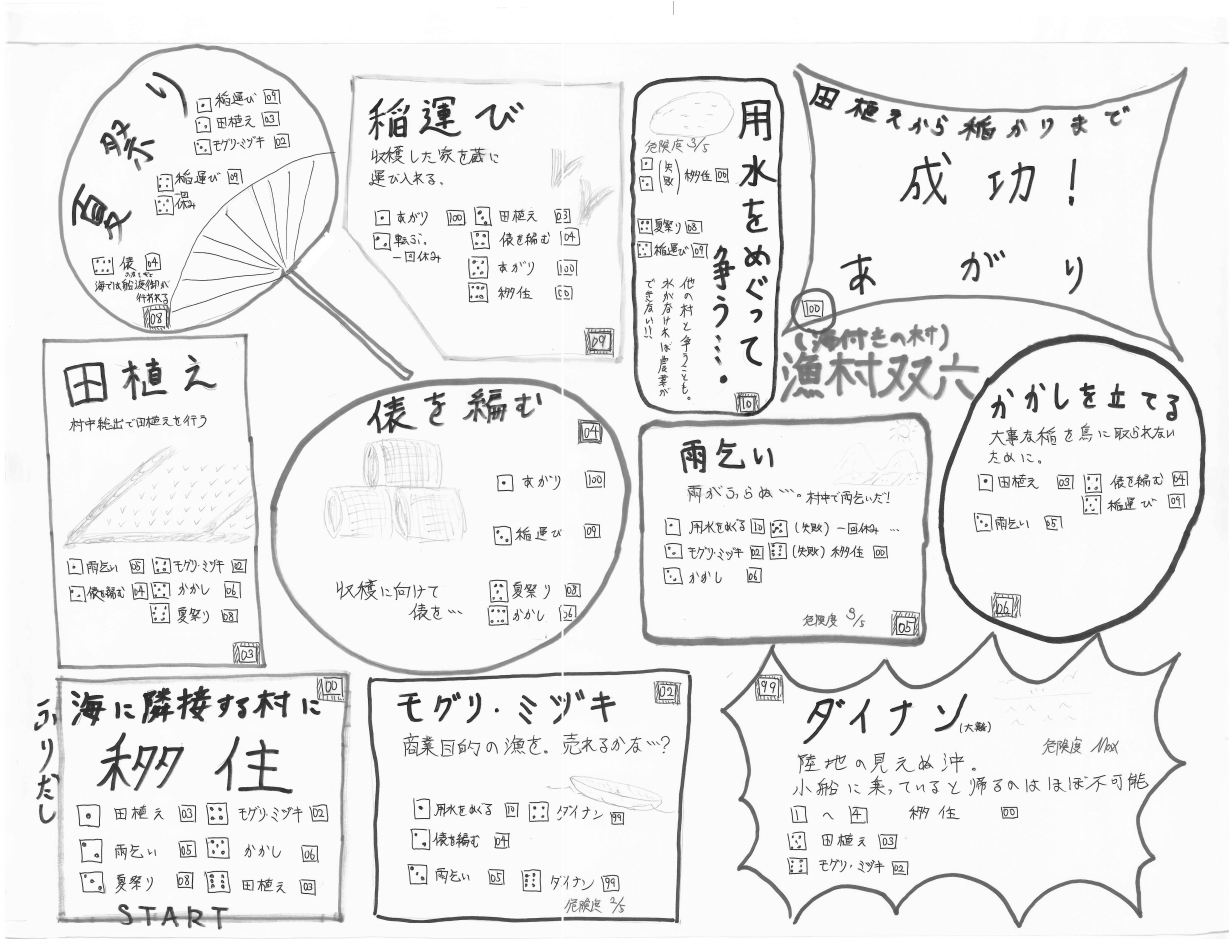 夏祭り
稲運び 09
田植え 03
モグリ・ミヅキ 02
稲運び 09
一回休み
俵 04
海では船渡御が
行われる
08
稲運び
収穫した家を蔵に
運び入れる。
あがり 100
転ぶ。
一回休み
田植え 03
俵を編む 04
あがり 100
移住 00
09
用水をめぐって
争う…。
危険度 3/5
(失敗) 移住 00
夏祭り 08
稲運び 09
他の村と争うことも。
水がなければ農業が
できない!!
10
田植えから稲かりまで
成功!
あがり
100
(海付きの村)
漁村双六
田植え
村中総出で田植えを行う
雨乞い 05
俵を編む 04
モグリ・ミヅキ 02
かかし 06
夏祭り 08
03
俵を編む
04
あがり 100
稲運び 09
夏祭り 08
かかし 06
収穫に向けて
俵を…
雨乞い
雨がふらぬ…。村中で雨乞いだ!
用水をめぐる 10
モグリ・ミヅキ 02
かかし 06
(失敗) 一回休み …
(失敗) 移住 00
危険度 3/5
05
かかしを立てる
大事な稲を鳥に取られない
ために。
田植え 03
雨乞い 05
俵を編む 04
稲運び 09
06
ふりだし
00
海に隣接する村に
移住
田植え 03
雨乞い 05
夏祭り 08
モグリ・ミヅキ 02
かかし 06
田植え 03
START
02
モグリ・ミヅキ
商業目的の漁を。売れるかな…?
用水をめぐる 10
俵を編む 04
雨乞い 05
ダイナン 99
ダイナン 99
危険度 2/5
99
ダイナン(大難)
危険度 Max
陸地の見えぬ沖。
小船に乗っていると帰るのはほぼ不可能
1 へ 4 移住 00
田植え 03
モグリ・ミヅキ 02